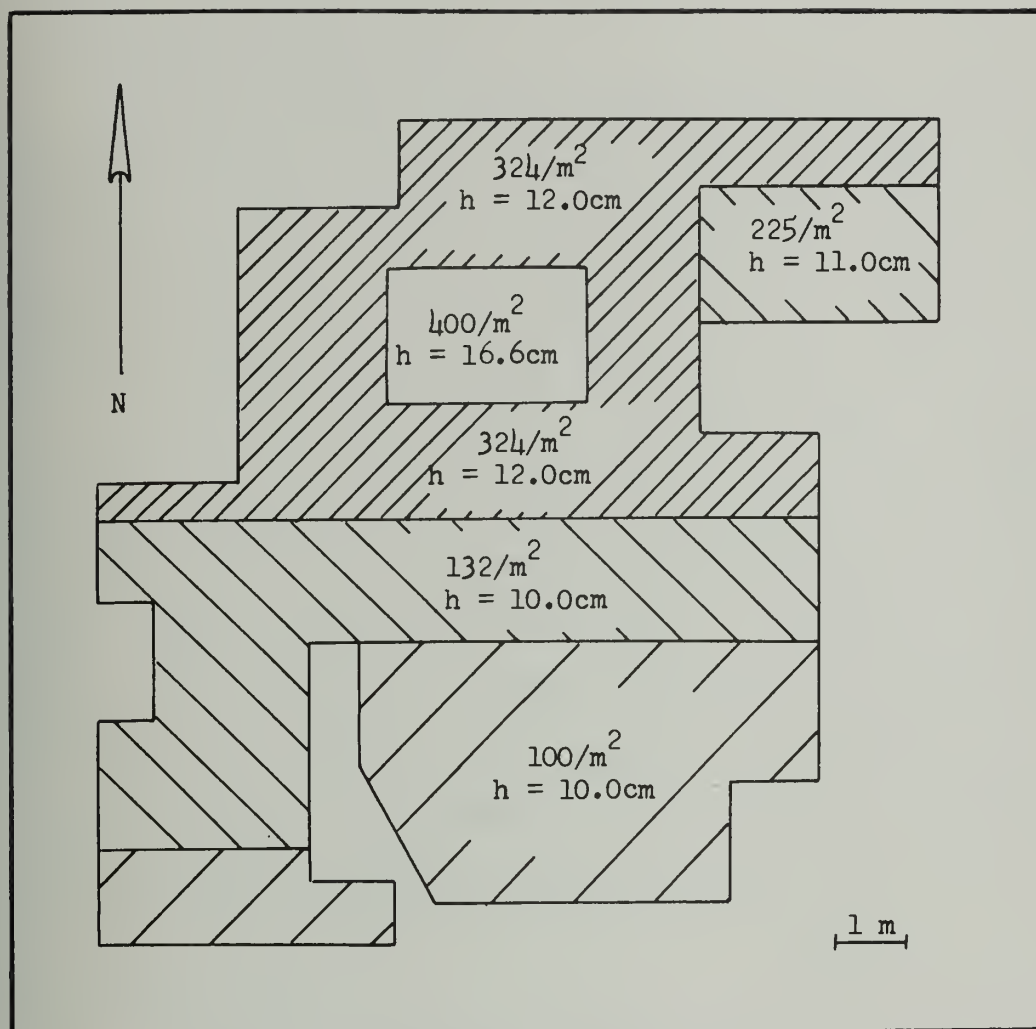 324/m²
h = 12.0cm
225/m²
h = 11.0cm
400/m²
h = 16.6cm
N
324/m²
h = 12.0cm
132/m²
h = 10.0cm
100/m²
h = 10.0cm
1 m